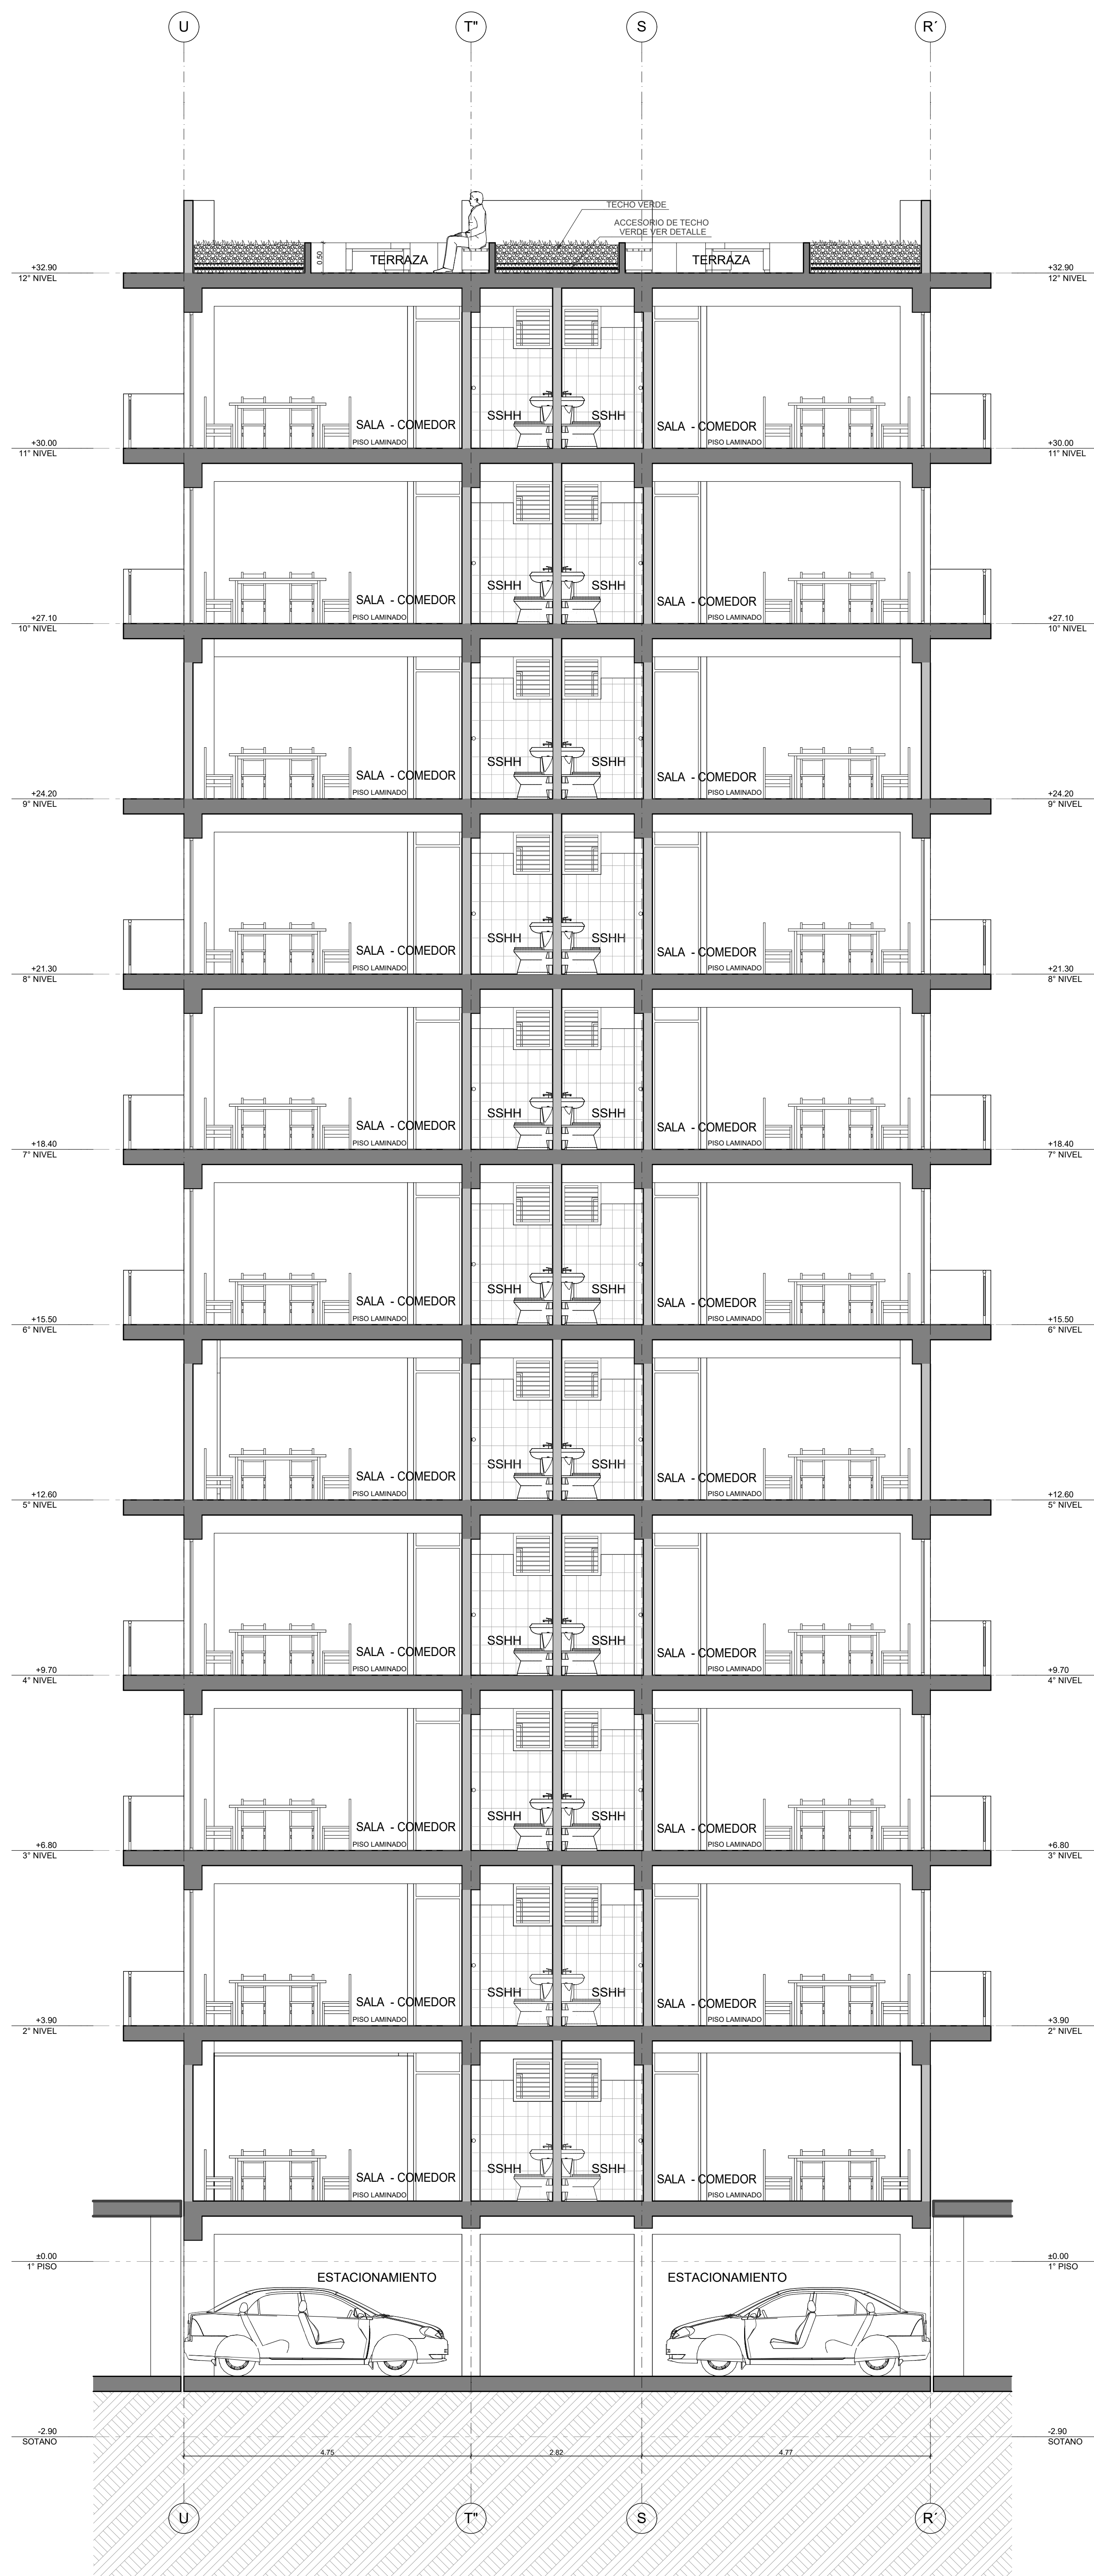 U T" S R´
TECHO VERDE
ACCESORIO DE TECHO
VERDE VER DETALLE
0.50
TERRAZA TERRAZA
+32.90 +32.90
12° NIVEL 12° NIVEL
SSHH SSHH
SALA - COMEDOR SALA - COMEDOR
PISO LAMINADO PISO LAMINADO
+30.00 +30.00
11° NIVEL 11° NIVEL
SSHH SSHH
SALA - COMEDOR SALA - COMEDOR
PISO LAMINADO PISO LAMINADO
+27.10 +27.10
10° NIVEL 10° NIVEL
SSHH SSHH
SALA - COMEDOR SALA - COMEDOR
PISO LAMINADO PISO LAMINADO
+24.20 +24.20
9° NIVEL 9° NIVEL
SSHH SSHH
SALA - COMEDOR SALA - COMEDOR
PISO LAMINADO PISO LAMINADO
+21.30 +21.30
8° NIVEL 8° NIVEL
SSHH SSHH
SALA - COMEDOR SALA - COMEDOR
PISO LAMINADO PISO LAMINADO
+18.40 +18.40
7° NIVEL 7° NIVEL
SSHH SSHH
SALA - COMEDOR SALA - COMEDOR
PISO LAMINADO PISO LAMINADO
+15.50 +15.50
6° NIVEL 6° NIVEL
SSHH SSHH
SALA - COMEDOR SALA - COMEDOR
PISO LAMINADO PISO LAMINADO
+12.60 +12.60
5° NIVEL 5° NIVEL
SSHH SSHH
SALA - COMEDOR SALA - COMEDOR
PISO LAMINADO PISO LAMINADO
+9.70 +9.70
4° NIVEL 4° NIVEL
SSHH SSHH
SALA - COMEDOR SALA - COMEDOR
PISO LAMINADO PISO LAMINADO
+6.80 +6.80
3° NIVEL 3° NIVEL
SSHH SSHH
SALA - COMEDOR SALA - COMEDOR
PISO LAMINADO PISO LAMINADO
+3.90 +3.90
2° NIVEL 2° NIVEL
SSHH SSHH
SALA - COMEDOR SALA - COMEDOR
PISO LAMINADO PISO LAMINADO
±0.00 ±0.00
1° PISO 1° PISO
ESTACIONAMIENTO ESTACIONAMIENTO
-2.90 -2.90
SOTANO SOTANO
4.75 2.82 4.77
U T" S R´